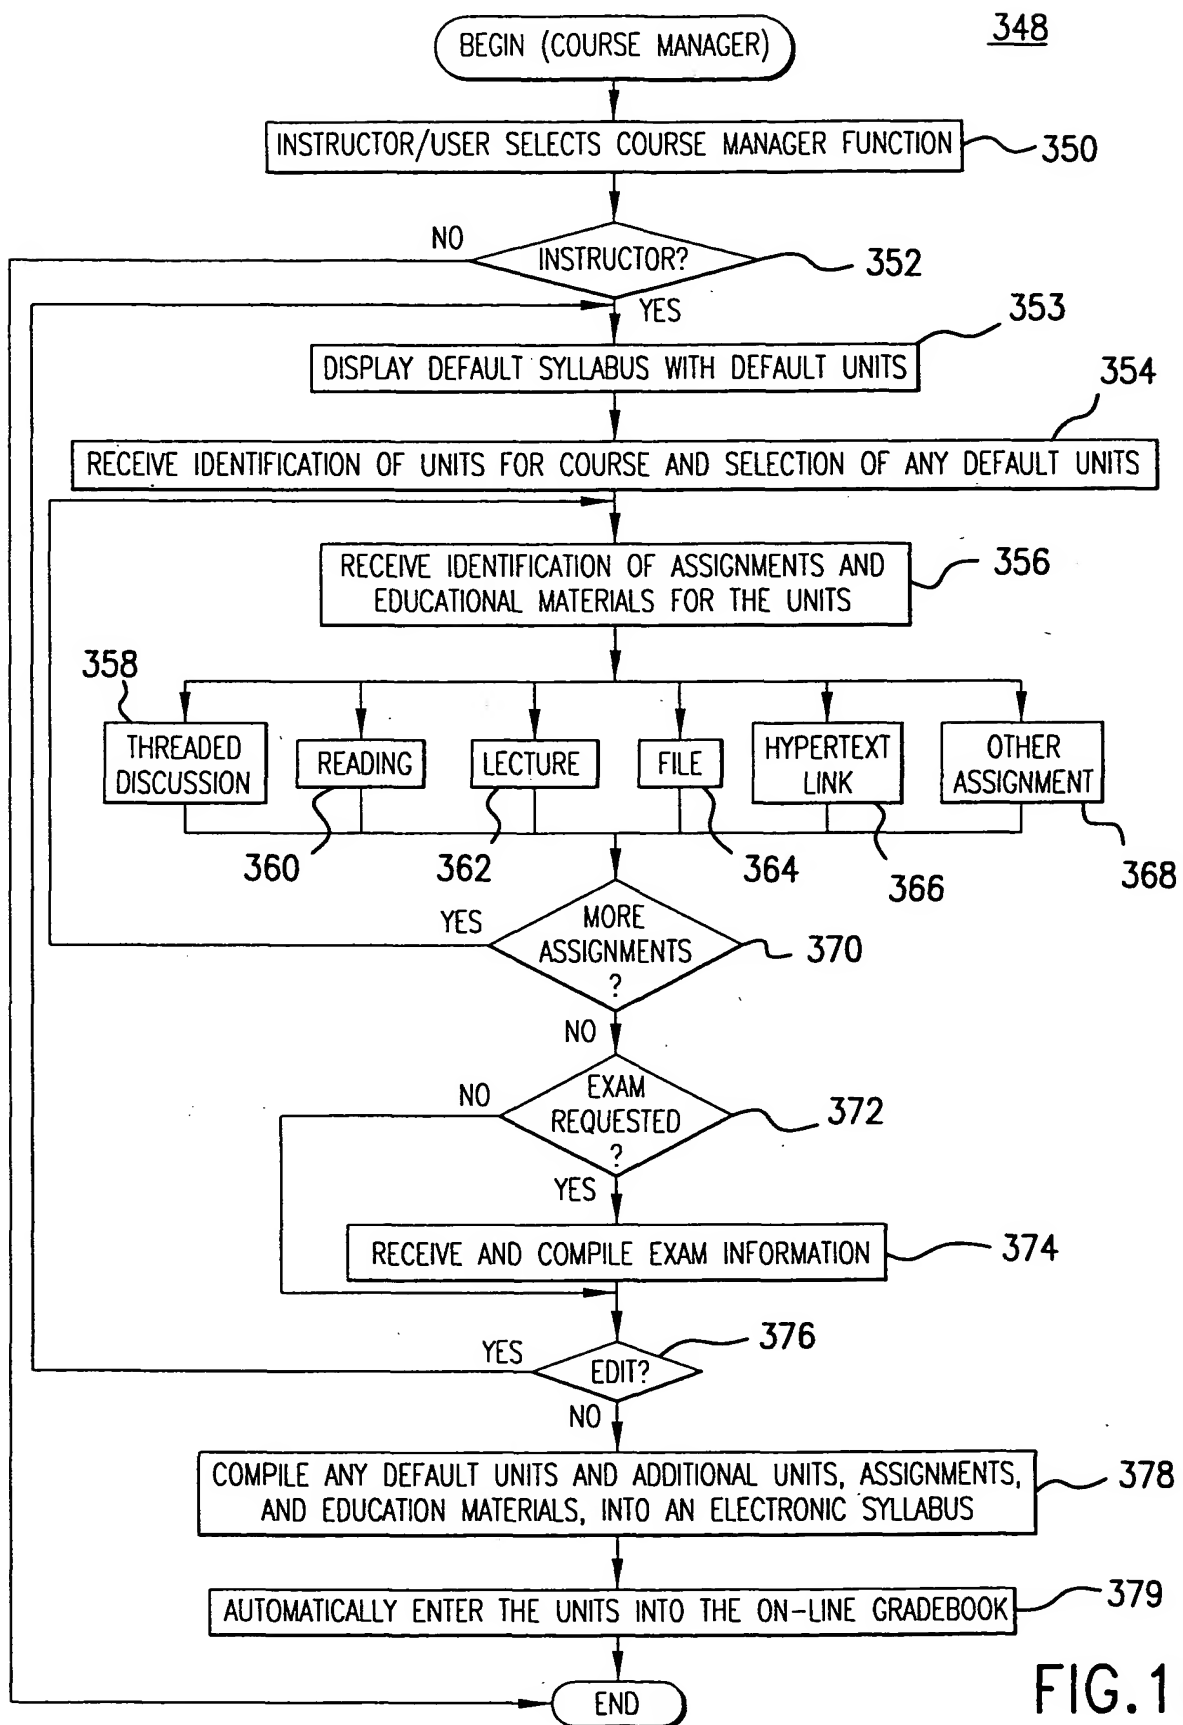 348
BEGIN (COURSE MANAGER)
INSTRUCTOR/USER SELECTS COURSE MANAGER FUNCTION
350
NO
INSTRUCTOR?
352
YES
353
DISPLAY DEFAULT SYLLABUS WITH DEFAULT UNITS
354
RECEIVE IDENTIFICATION OF UNITS FOR COURSE AND SELECTION OF ANY DEFAULT UNITS
RECEIVE IDENTIFICATION OF ASSIGNMENTS AND
EDUCATIONAL MATERIALS FOR THE UNITS
356
358
THREADED
DISCUSSION
READING
LECTURE
FILE
HYPERTEXT
LINK
OTHER
ASSIGNMENT
360
362
364
366
368
YES
MORE
ASSIGNMENTS
?
370
NO
NO
EXAM
REQUESTED
?
372
YES
RECEIVE AND COMPILE EXAM INFORMATION
374
376
YES
EDIT?
NO
COMPILE ANY DEFAULT UNITS AND ADDITIONAL UNITS, ASSIGNMENTS,
AND EDUCATION MATERIALS, INTO AN ELECTRONIC SYLLABUS
378
AUTOMATICALLY ENTER THE UNITS INTO THE ON-LINE GRADEBOOK
379
END
FIG.1